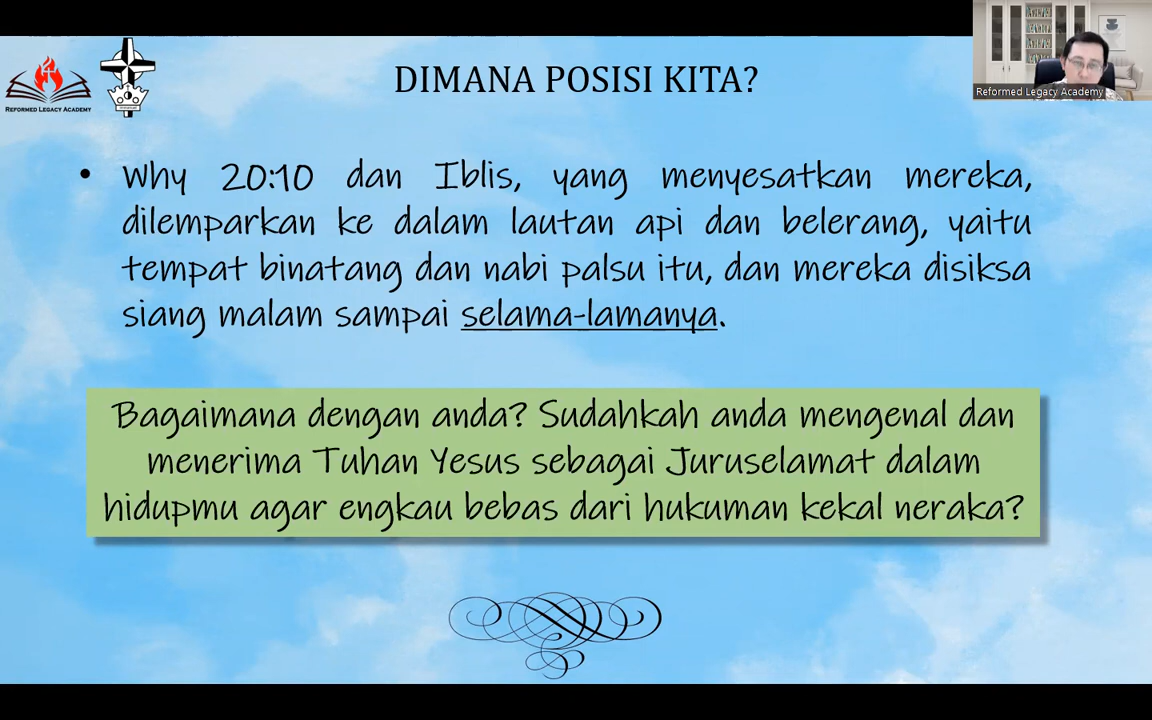 REFORMED LEGACY ACADEMY
DIMANA POSISI KITA?
Reformed Legacy Academy
• Why 20:10 dan Iblis, yang menyesatkan mereka,
dilemparkan ke dalam lautan api dan belerang, yaitu
tempat binatang dan nabi palsu itu, dan mereka disiksa
siang malam sampai selama-lamanya.
Bagaimana dengan anda? Sudahkah anda mengenal dan
menerima Tuhan Yesus sebagai Juruselamat dalam
hidupmu agar engkau bebas dari hukuman kekal neraka?